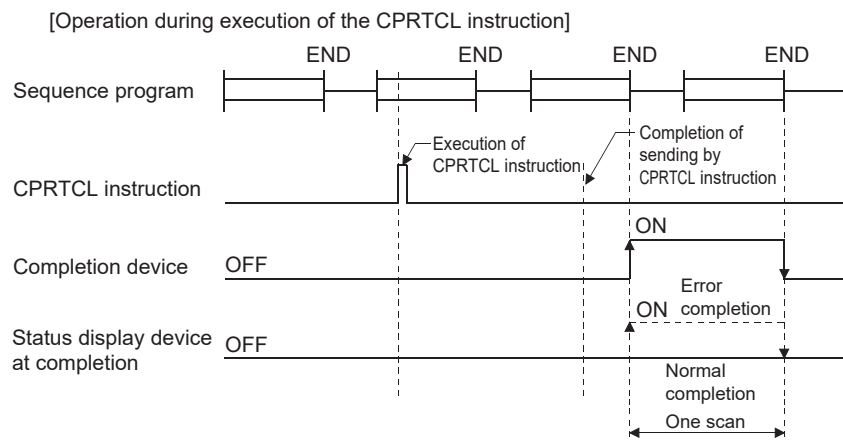 [Operation during execution of the CPRTCL instruction]
END END END END
Sequence program
Execution of
CPRTCL instruction
Completion of
sending by
CPRTCL instruction
CPRTCL instruction
ON
Completion device
OFF
Error
completion
ON
Status display device
at completion
OFF
Normal
completion
One scan